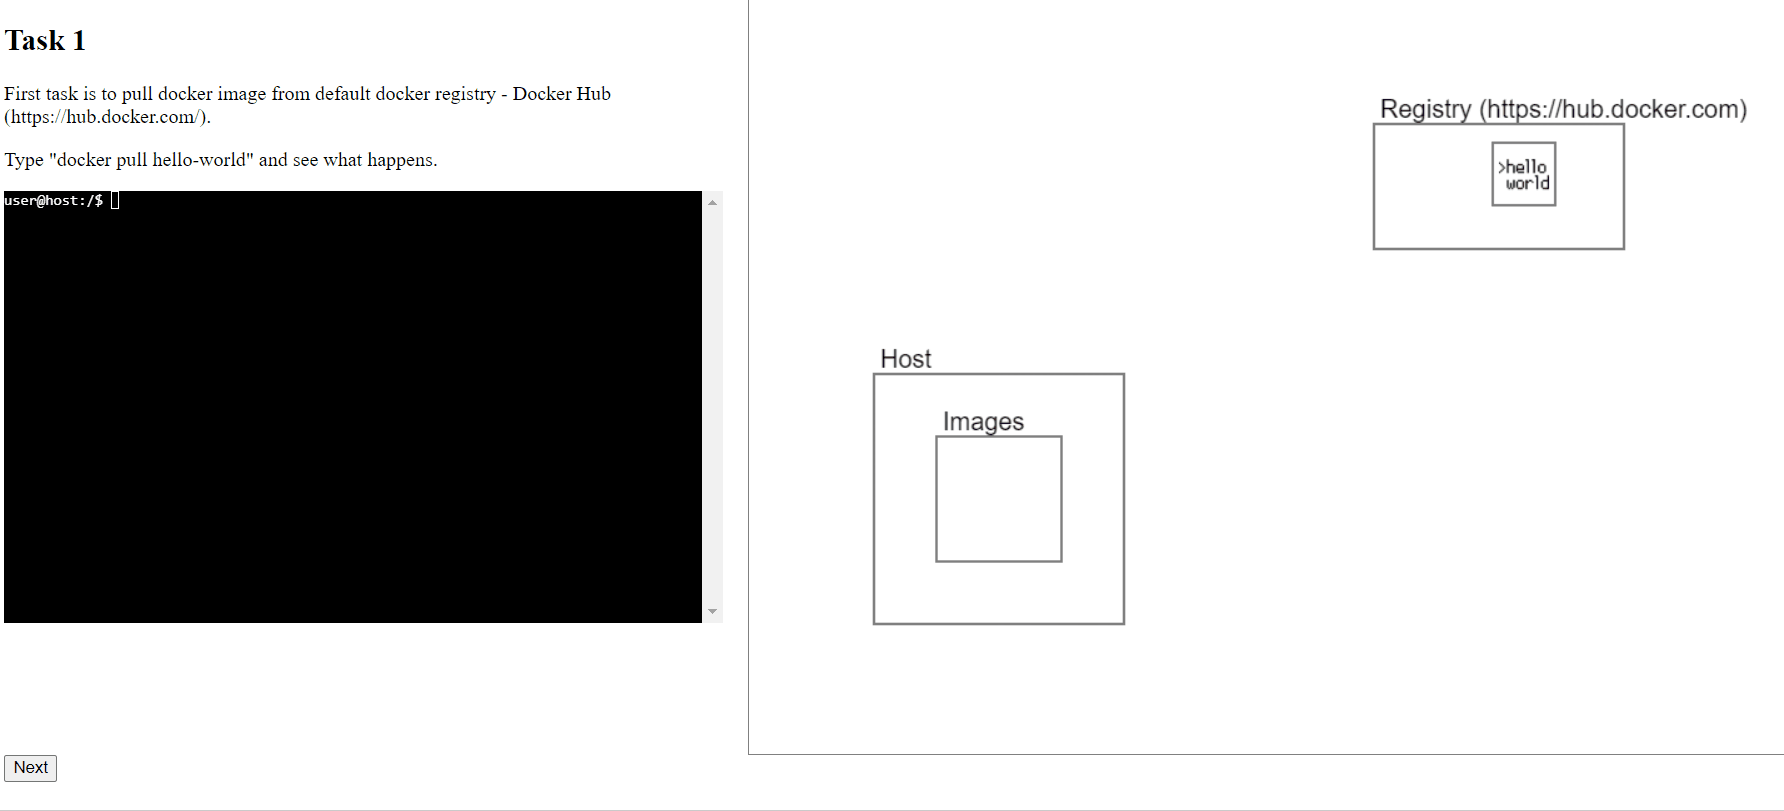 Task 1
First task is to pull docker image from default docker registry - Docker Hub
(https://hub.docker.com/).
Type "docker pull hello-world" and see what happens.
user@host:/$
Next
Registry (https://hub.docker.com)
>hello
world
Host
Images